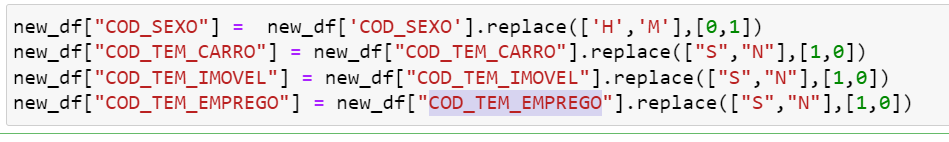 new_df["COD_SEXO"] =  new_df['COD_SEXO'].replace(['H','M'],[0,1])
new_df["COD_TEM_CARRO"] = new_df["COD_TEM_CARRO"].replace(["S","N"],[1,0])
new_df["COD_TEM_IMOVEL"] = new_df["COD_TEM_IMOVEL"].replace(["S","N"],[1,0])
new_df["COD_TEM_EMPREGO"] = new_df["COD_TEM_EMPREGO"].replace(["S","N"],[1,0])